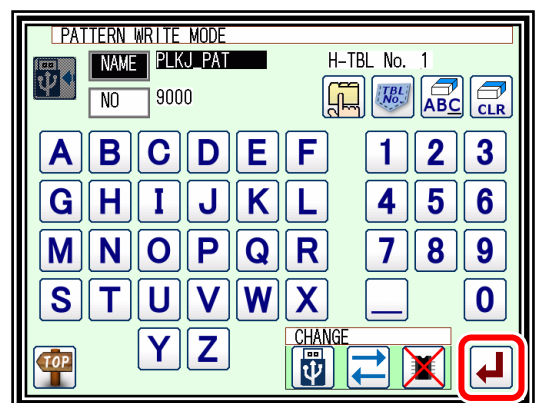 PATTERN WRITE MODE
NAME PLKJ_PAT H-TBL No. 1
NO 9000
TBL No. ABC CLR
A B C D E F 1 2 3
G H I J K L 4 5 6
M N O P Q R 7 8 9
S T U V W X _ 0
Y Z
CHANGE
TOP